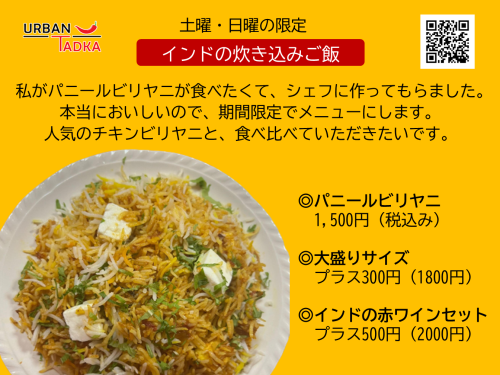 URBAN
TADKA
土曜・日曜の限定
インドの炊き込みご飯
私がパニールビリヤニが食べたくて、シェフに作ってもらました。
本当においしいので、期間限定でメニューにします。
人気のチキンビリヤニと、食べ比べていただきたいです。
◎パニールビリヤニ
1,500円（税込み）
◎大盛りサイズ
プラス300円（1800円）
◎インドの赤ワインセット
プラス500円（2000円）